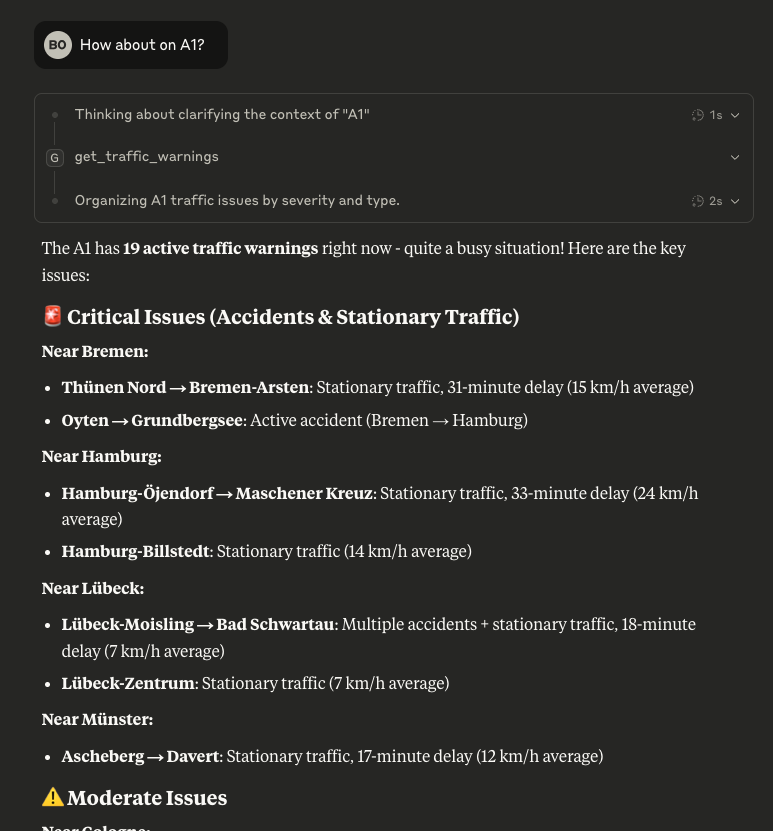 BO How about on A1?
Thinking about clarifying the context of "A1" 1s
G get_traffic_warnings
Organizing A1 traffic issues by severity and type. 2s
The A1 has 19 active traffic warnings right now - quite a busy situation! Here are the key
issues:
🚨 Critical Issues (Accidents & Stationary Traffic)
Near Bremen:
• Thünen Nord → Bremen-Arsten: Stationary traffic, 31-minute delay (15 km/h average)
• Oyten → Grundbergsee: Active accident (Bremen → Hamburg)
Near Hamburg:
• Hamburg-Öjendorf → Maschener Kreuz: Stationary traffic, 33-minute delay (24 km/h
average)
• Hamburg-Billstedt: Stationary traffic (14 km/h average)
Near Lübeck:
• Lübeck-Moisling → Bad Schwartau: Multiple accidents + stationary traffic, 18-minute
delay (7 km/h average)
• Lübeck-Zentrum: Stationary traffic (7 km/h average)
Near Münster:
• Ascheberg → Davert: Stationary traffic, 17-minute delay (12 km/h average)
⚠️ Moderate Issues
Near Cologne: